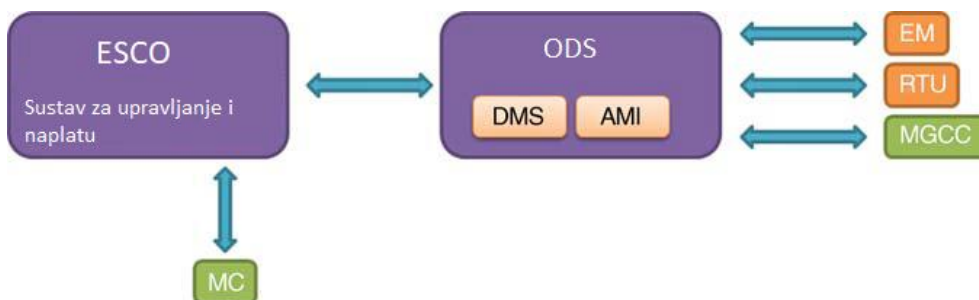 ESCO
Sustav za upravljanje i
naplatu
ODS
DMS
AMI
EM
RTU
MGCC
MC